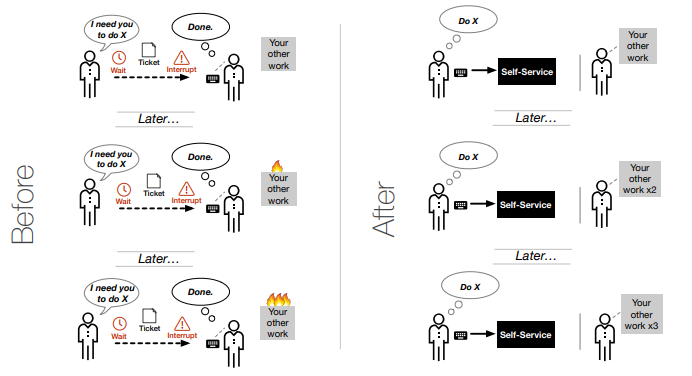 Before
I need you
to do X
Done.
Wait
Ticket
Interrupt
Your
other
work
Later…
I need you
to do X
Done.
Wait
Ticket
Interrupt
Your
other
work
Later…
I need you
to do X
Done.
Wait
Ticket
Interrupt
Your
other
work
After
Do X
Self-Service
Your
other
work
Later…
Do X
Self-Service
Your
other
work x2
Later…
Do X
Self-Service
Your
other
work x3